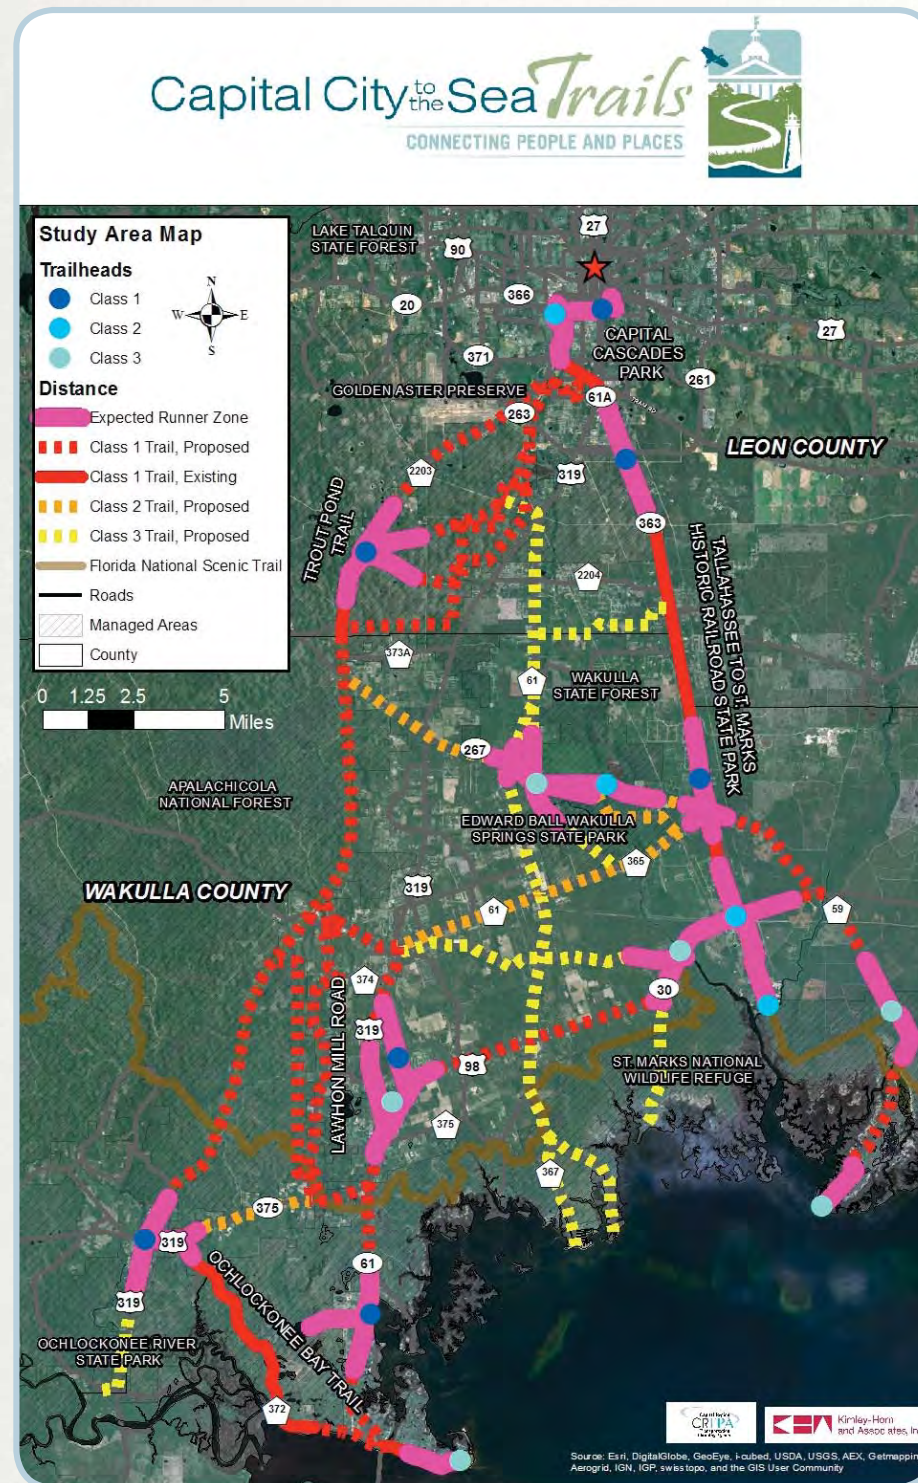 Capital City to the Sea Trails
CONNECTING PEOPLE AND PLACES
Study Area Map
Trailheads
Class 1
Class 2
Class 3
N
W E
S
Distance
Expected Runner Zone
Class 1 Trail, Proposed
Class 1 Trail, Existing
Class 2 Trail, Proposed
Class 3 Trail, Proposed
Florida National Scenic Trail
Roads
Managed Areas
County
0 1.25 2.5 5
Miles
LAKE TALQUIN
STATE FOREST
27
90
20
366
27
CAPITAL
CASCADES
PARK
371
261
GOLDEN ASTER PRESERVE
61A
263
TRAM RD
LEON COUNTY
319
2203
TROUT POND
TRAIL
363
TALLAHASSEE TO ST. MARKS
HISTORIC RAILROAD STATE PARK
2204
373A
61
WAKULLA
STATE FOREST
267
APALACHICOLA
NATIONAL FOREST
EDWARD BALL WAKULLA
SPRINGS STATE PARK
365
WAKULLA COUNTY
319
61
59
374
30
LAWHON MILL ROAD
319
98
ST. MARKS NATIONAL
WILDLIFE REFUGE
375
367
375
319
61
319
OCHLOCKONEE BAY TRAIL
OCHLOCKONEE RIVER
STATE PARK
372
CRTPA
Kimley-Horn
and Associates, In
Source: Esri, DigitalGlobe, GeoEye, i-cubed, USDA, USGS, AEX, Getmappin
Aerogrid, IGN, IGP, swisstopo, and the GIS User Community